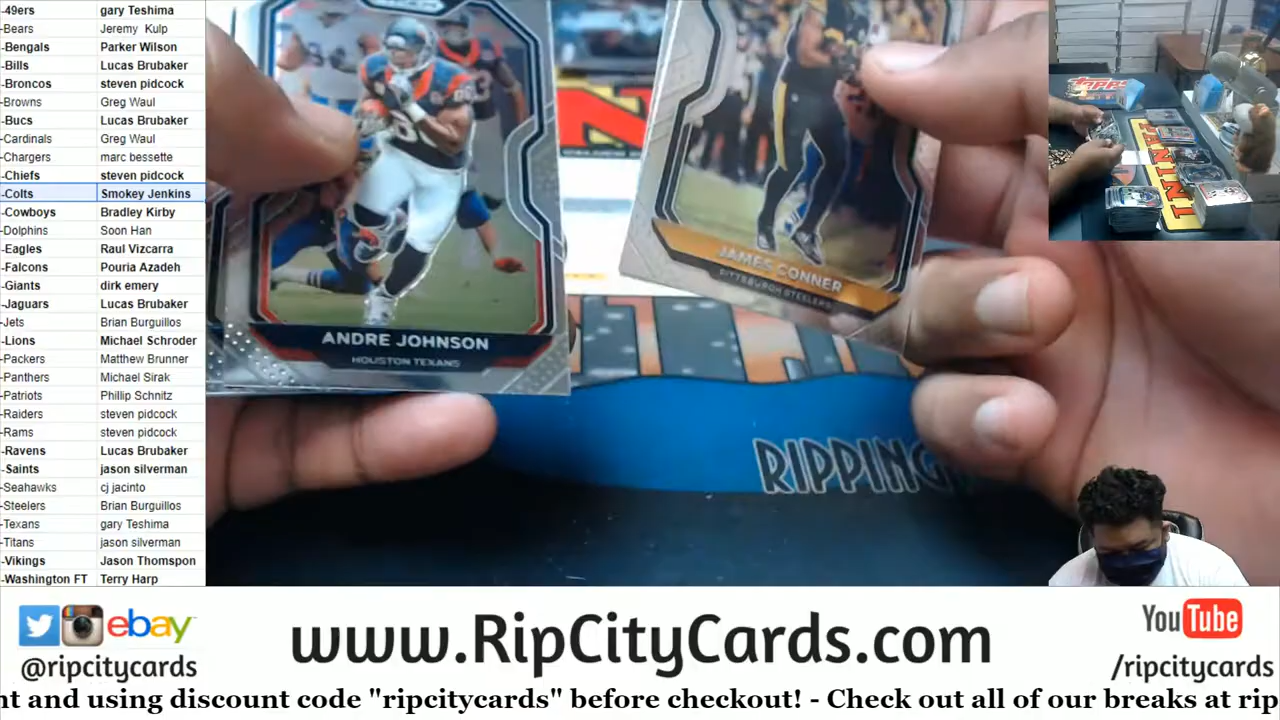 -49ers gary Teshima
-Bears Jeremy Kulp
-Bengals Parker Wilson
-Bills Lucas Brubaker
-Broncos steven pidcock
-Browns Greg Waul
-Bucs Lucas Brubaker
-Cardinals Greg Waul
-Chargers marc bessette
-Chiefs steven pidcock
-Colts Smokey Jenkins
-Cowboys Bradley Kirby
-Dolphins Soon Han
-Eagles Raul Vizcarra
-Falcons Pouria Azadeh
-Giants dirk emery
-Jaguars Lucas Brubaker
-Jets Brian Burguillos
-Lions Michael Schroder
-Packers Matthew Brunner
-Panthers Michael Sirak
-Patriots Phillip Schnitz
-Raiders steven pidcock
-Rams steven pidcock
-Ravens Lucas Brubaker
-Saints jason silverman
-Seahawks cj jacinto
-Steelers Brian Burguillos
-Texans gary Teshima
-Titans jason silverman
-Vikings Jason Thomspon
-Washington FT Terry Harp
ANDRE JOHNSON
HOUSTON TEXANS
JAMES CONNER
PITTSBURGH STEELERS
RIPPING
TOPPS
PANINI
ebay
@ripcitycards
www.RipCityCards.com
YouTube
/ripcitycards
nt and using discount code "ripcitycards" before checkout! - Check out all of our breaks at rip